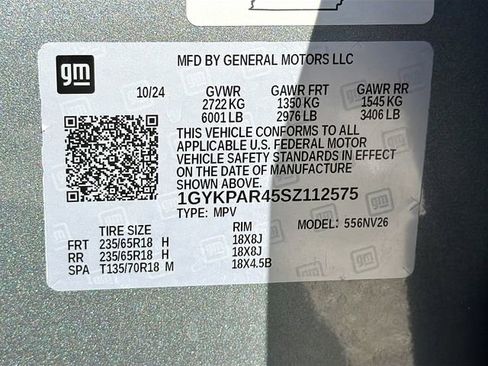 gm
MFD BY GENERAL MOTORS LLC
10/24 GVWR GAWR FRT GAWR RR
2722 KG 1350 KG 1545 KG
6001 LB 2976 LB 3406 LB
THIS VEHICLE CONFORMS TO ALL
APPLICABLE U.S. FEDERAL MOTOR
VEHICLE SAFETY STANDARDS IN EFFECT
ON THE DATE OF MANUFACTURE
SHOWN ABOVE.
1GYKPAR45SZ112575
TYPE: MPV MODEL: 556NV26
TIRE SIZE RIM
FRT 235/65R18 H 18X8J
RR 235/65R18 H 18X8J
SPA T135/70R18 M 18X4.5B